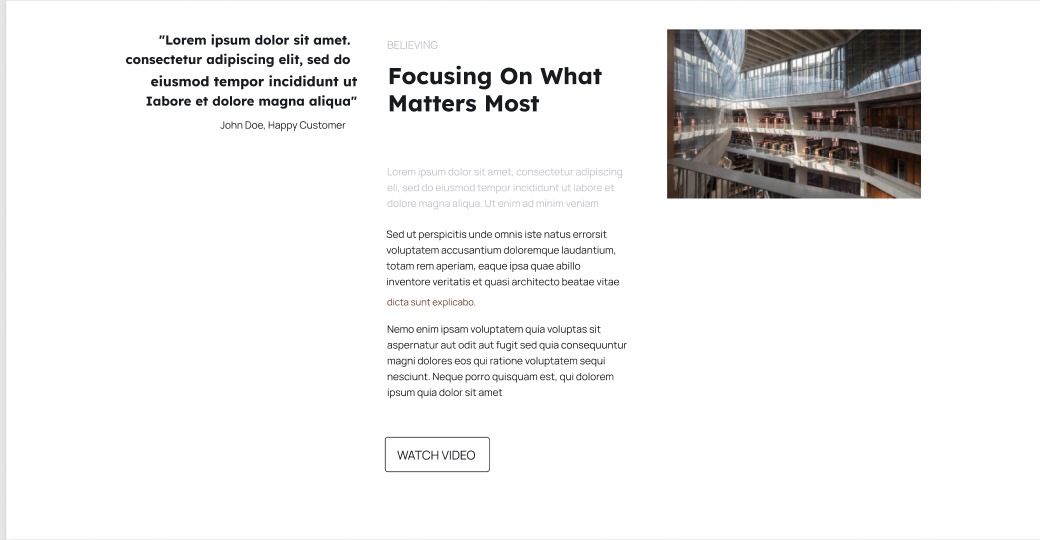 "Lorem ipsum dolor sit amet.
consectetur adipiscing elit, sed do
eiusmod tempor incididunt ut
Iabore et dolore magna aliqua"
John Doe, Happy Customer
BELIEVING
Focusing On What
Matters Most
Lorem ipsum dolor sit amet, consectetur adipiscing
eli, sed do eiusmod tempor incididunt ut labore et
dolore magna aliqua. Ut enim ad minim veniam
Sed ut perspicitis unde omnis iste natus errorsit
voluptatem accusantium doloremque laudantium,
totam rem aperiam, eaque ipsa quae abillo
inventore veritatis et quasi architecto beatae vitae
dicta sunt explicabo.
Nemo enim ipsam voluptatem quia voluptas sit
aspernatur aut odit aut fugit sed quia consequuntur
magni dolores eos qui ratione voluptatem sequi
nesciunt. Neque porro quisquam est, qui dolorem
ipsum quia dolor sit amet
WATCH VIDEO